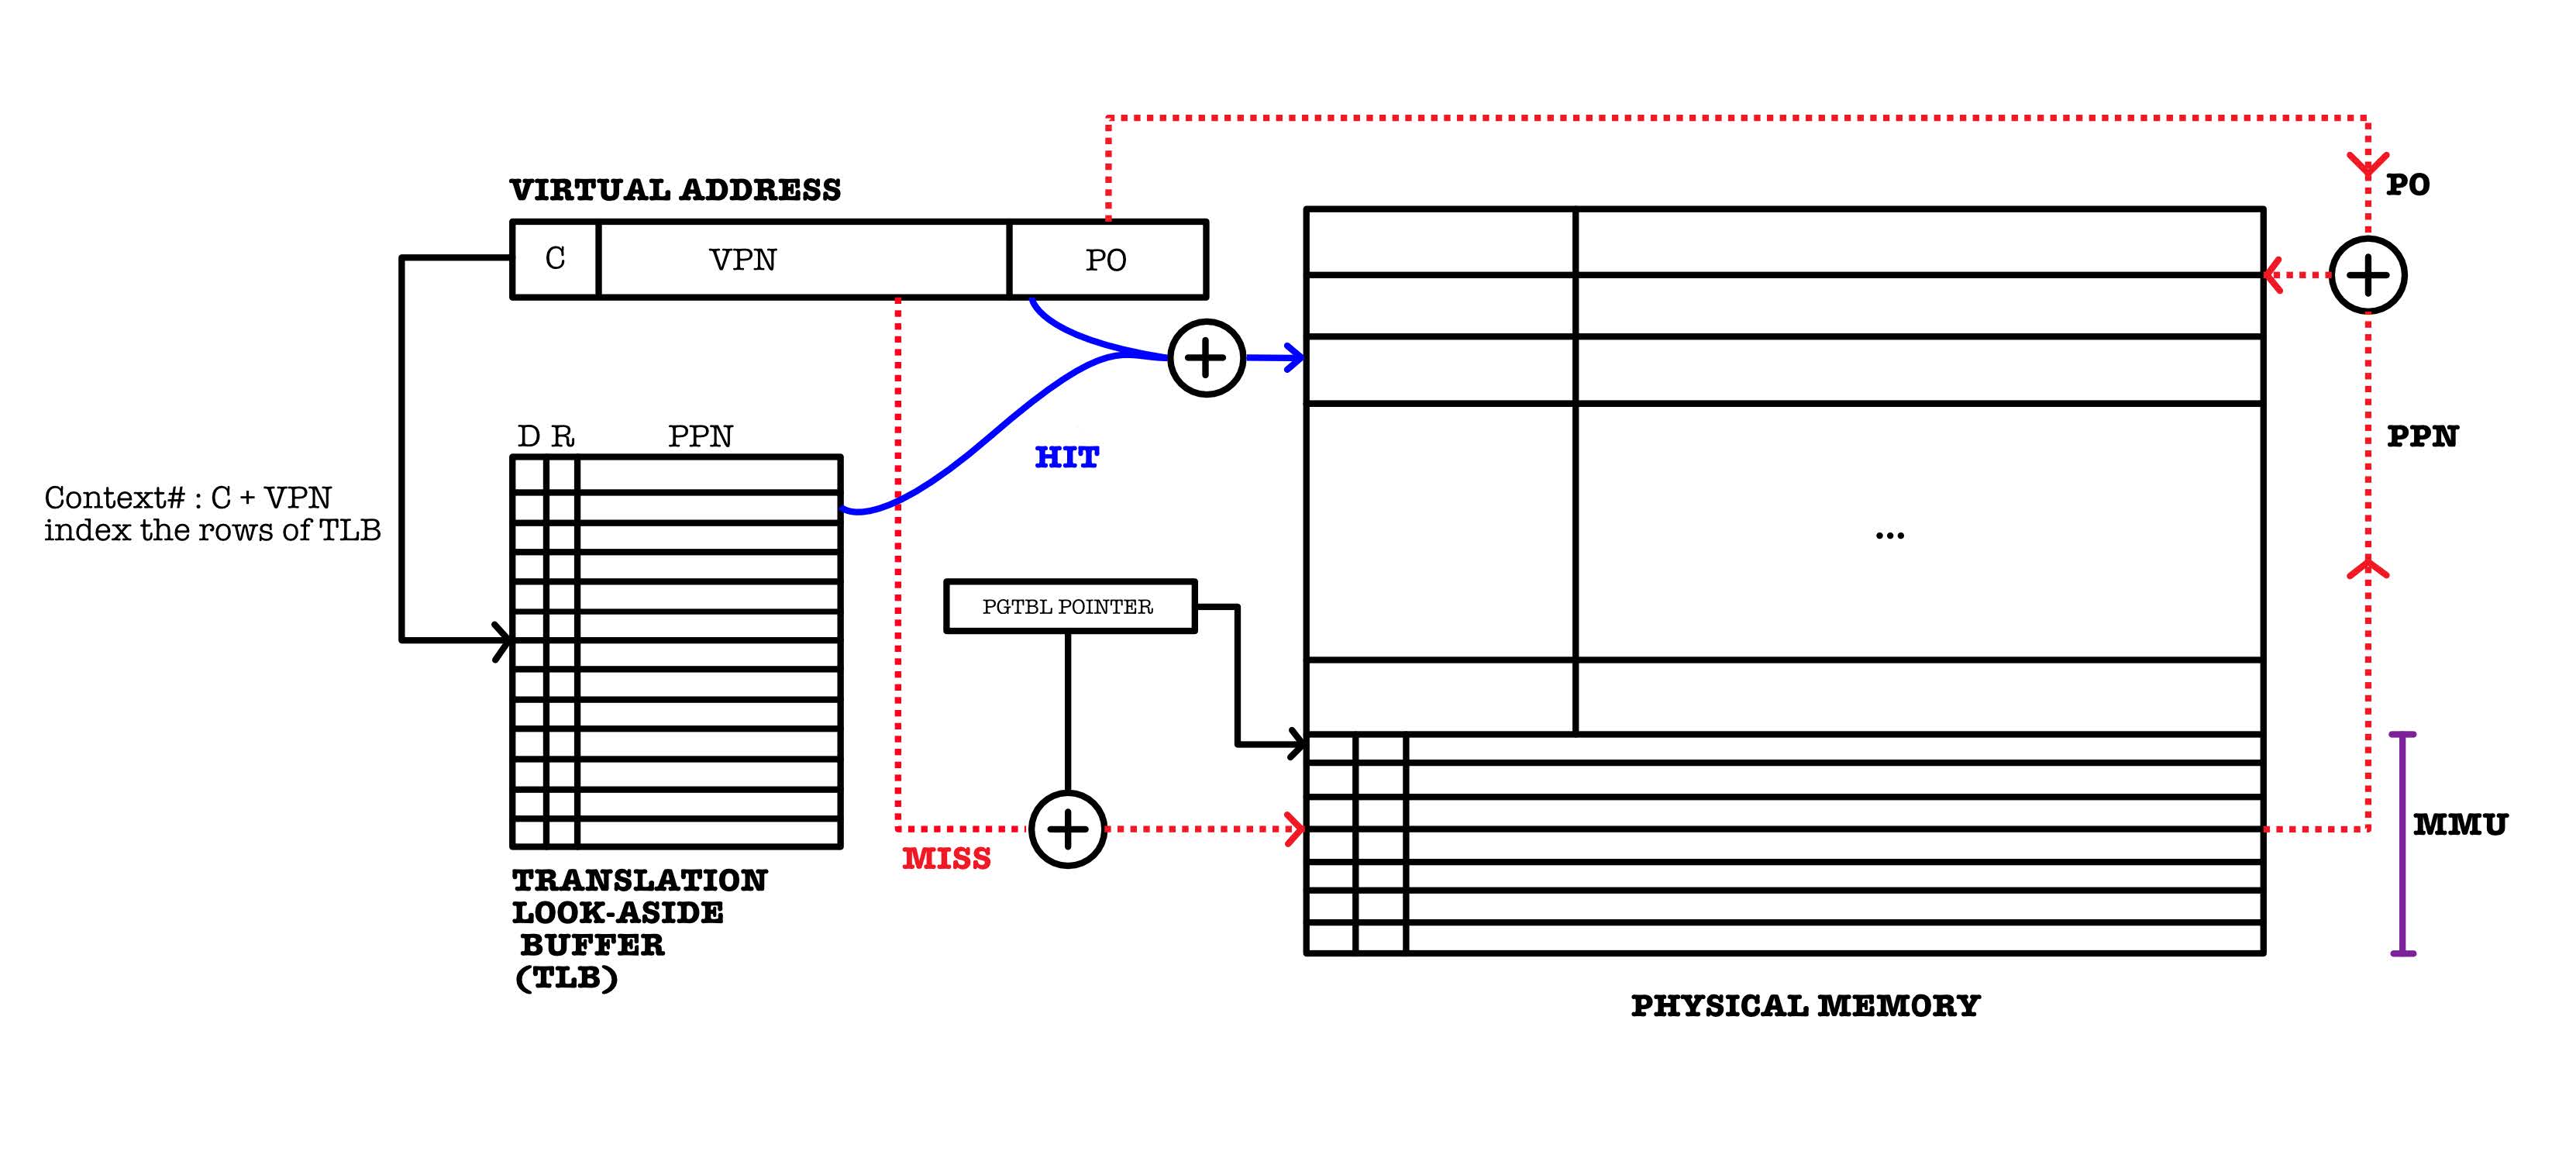 PO
VIRTUAL ADDRESS
C
VPN
PO
D R
PPN
HIT
PPN
Context# : C + VPN
index the rows of TLB
...
PGTBL POINTER
MMU
MISS
TRANSLATION
LOOK-ASIDE
BUFFER
(TLB)
PHYSICAL MEMORY